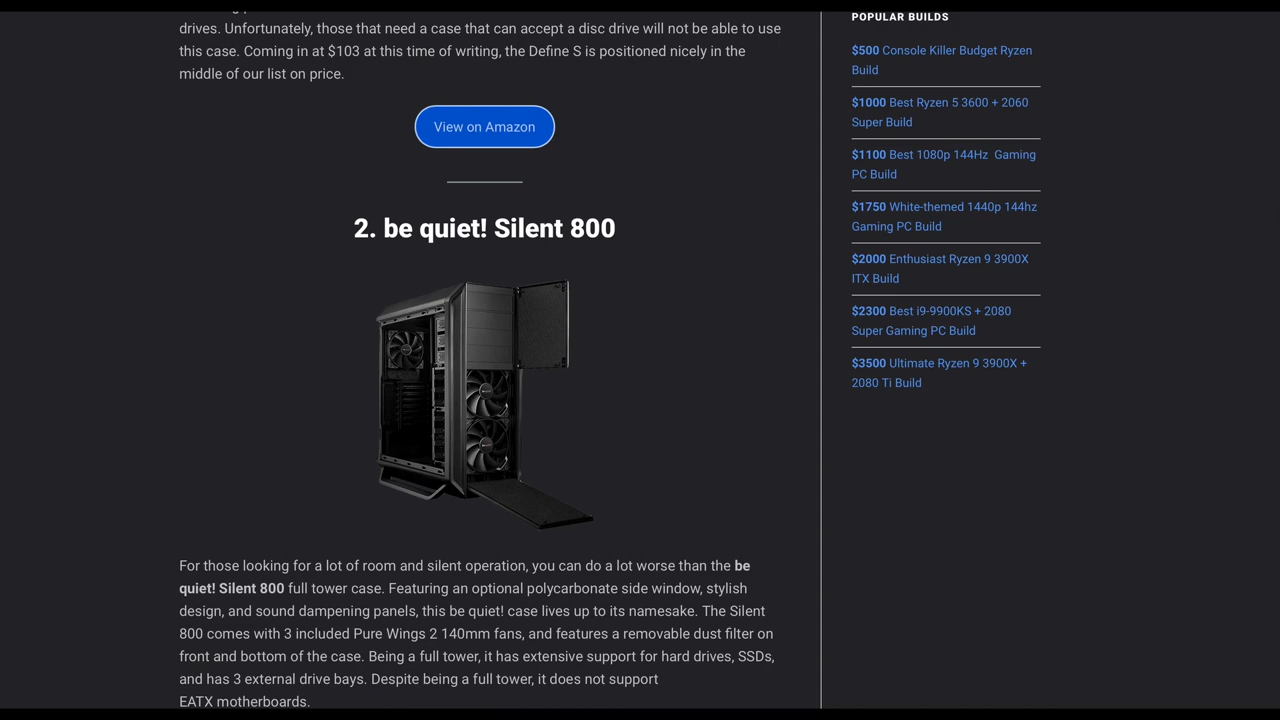 drives. Unfortunately, those that need a case that can accept a disc drive will not be able to use
this case. Coming in at $103 at this time of writing, the Define S is positioned nicely in the
middle of our list on price.
View on Amazon
2. be quiet! Silent 800
For those looking for a lot of room and silent operation, you can do a lot worse than the be
quiet! Silent 800 full tower case. Featuring an optional polycarbonate side window, stylish
design, and sound dampening panels, this be quiet! case lives up to its namesake. The Silent
800 comes with 3 included Pure Wings 2 140mm fans, and features a removable dust filter on
front and bottom of the case. Being a full tower, it has extensive support for hard drives, SSDs,
and has 3 external drive bays. Despite being a full tower, it does not support
EATX motherboards.
POPULAR BUILDS
$500 Console Killer Budget Ryzen
Build
$1000 Best Ryzen 5 3600 + 2060
Super Build
$1100 Best 1080p 144Hz Gaming
PC Build
$1750 White-themed 1440p 144hz
Gaming PC Build
$2000 Enthusiast Ryzen 9 3900X
ITX Build
$2300 Best i9-9900KS + 2080
Super Gaming PC Build
$3500 Ultimate Ryzen 9 3900X +
2080 Ti Build